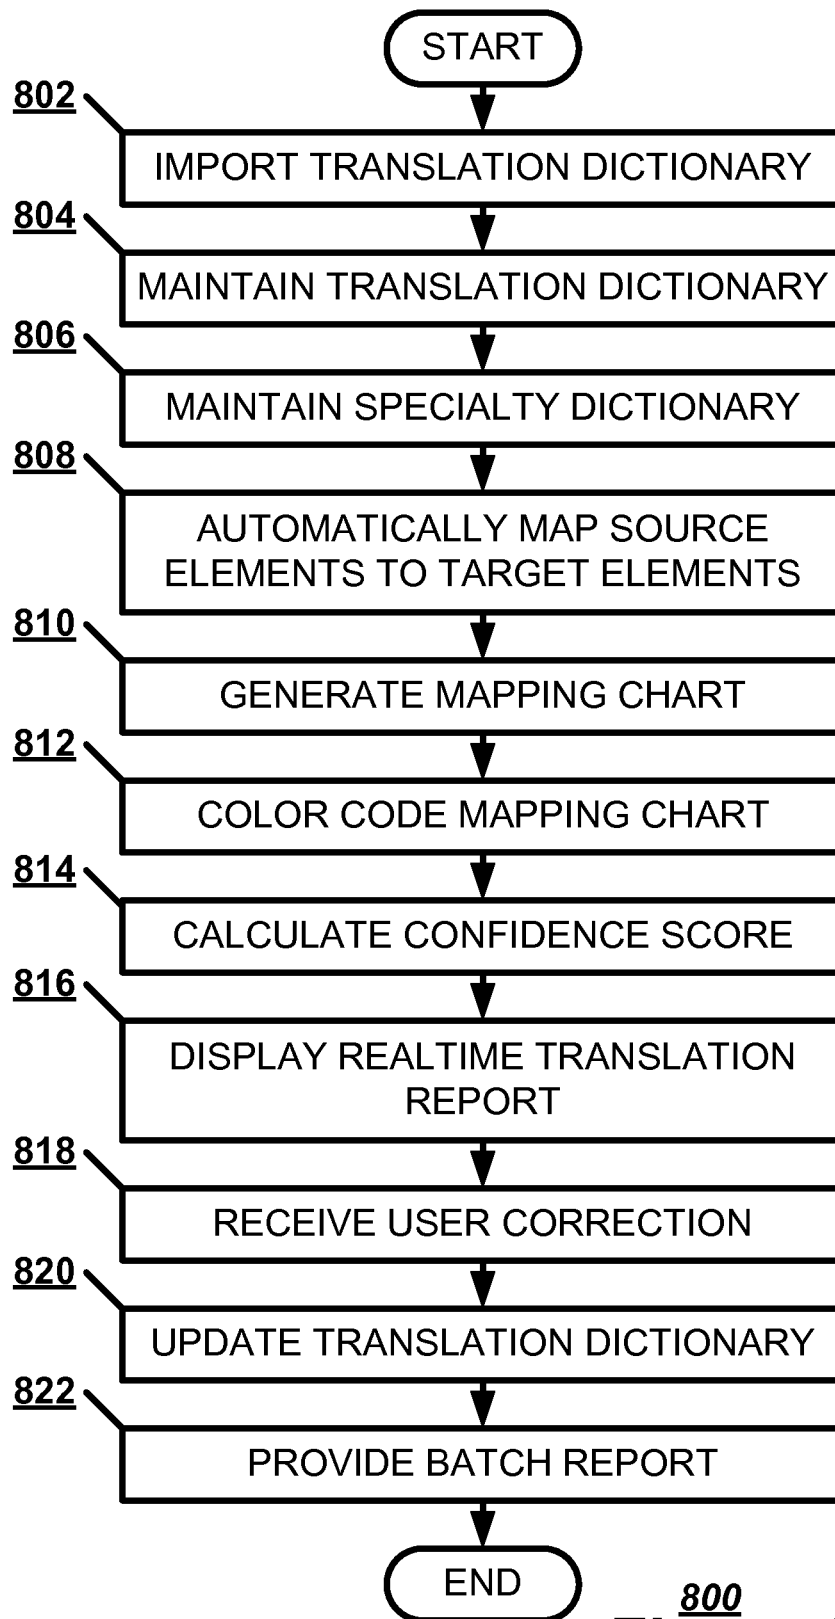 START
802
IMPORT TRANSLATION DICTIONARY
804
MAINTAIN TRANSLATION DICTIONARY
806
MAINTAIN SPECIALTY DICTIONARY
808
AUTOMATICALLY MAP SOURCE
ELEMENTS TO TARGET ELEMENTS
810
GENERATE MAPPING CHART
812
COLOR CODE MAPPING CHART
814
CALCULATE CONFIDENCE SCORE
816
DISPLAY REALTIME TRANSLATION
REPORT
818
RECEIVE USER CORRECTION
820
UPDATE TRANSLATION DICTIONARY
822
PROVIDE BATCH REPORT
END
800